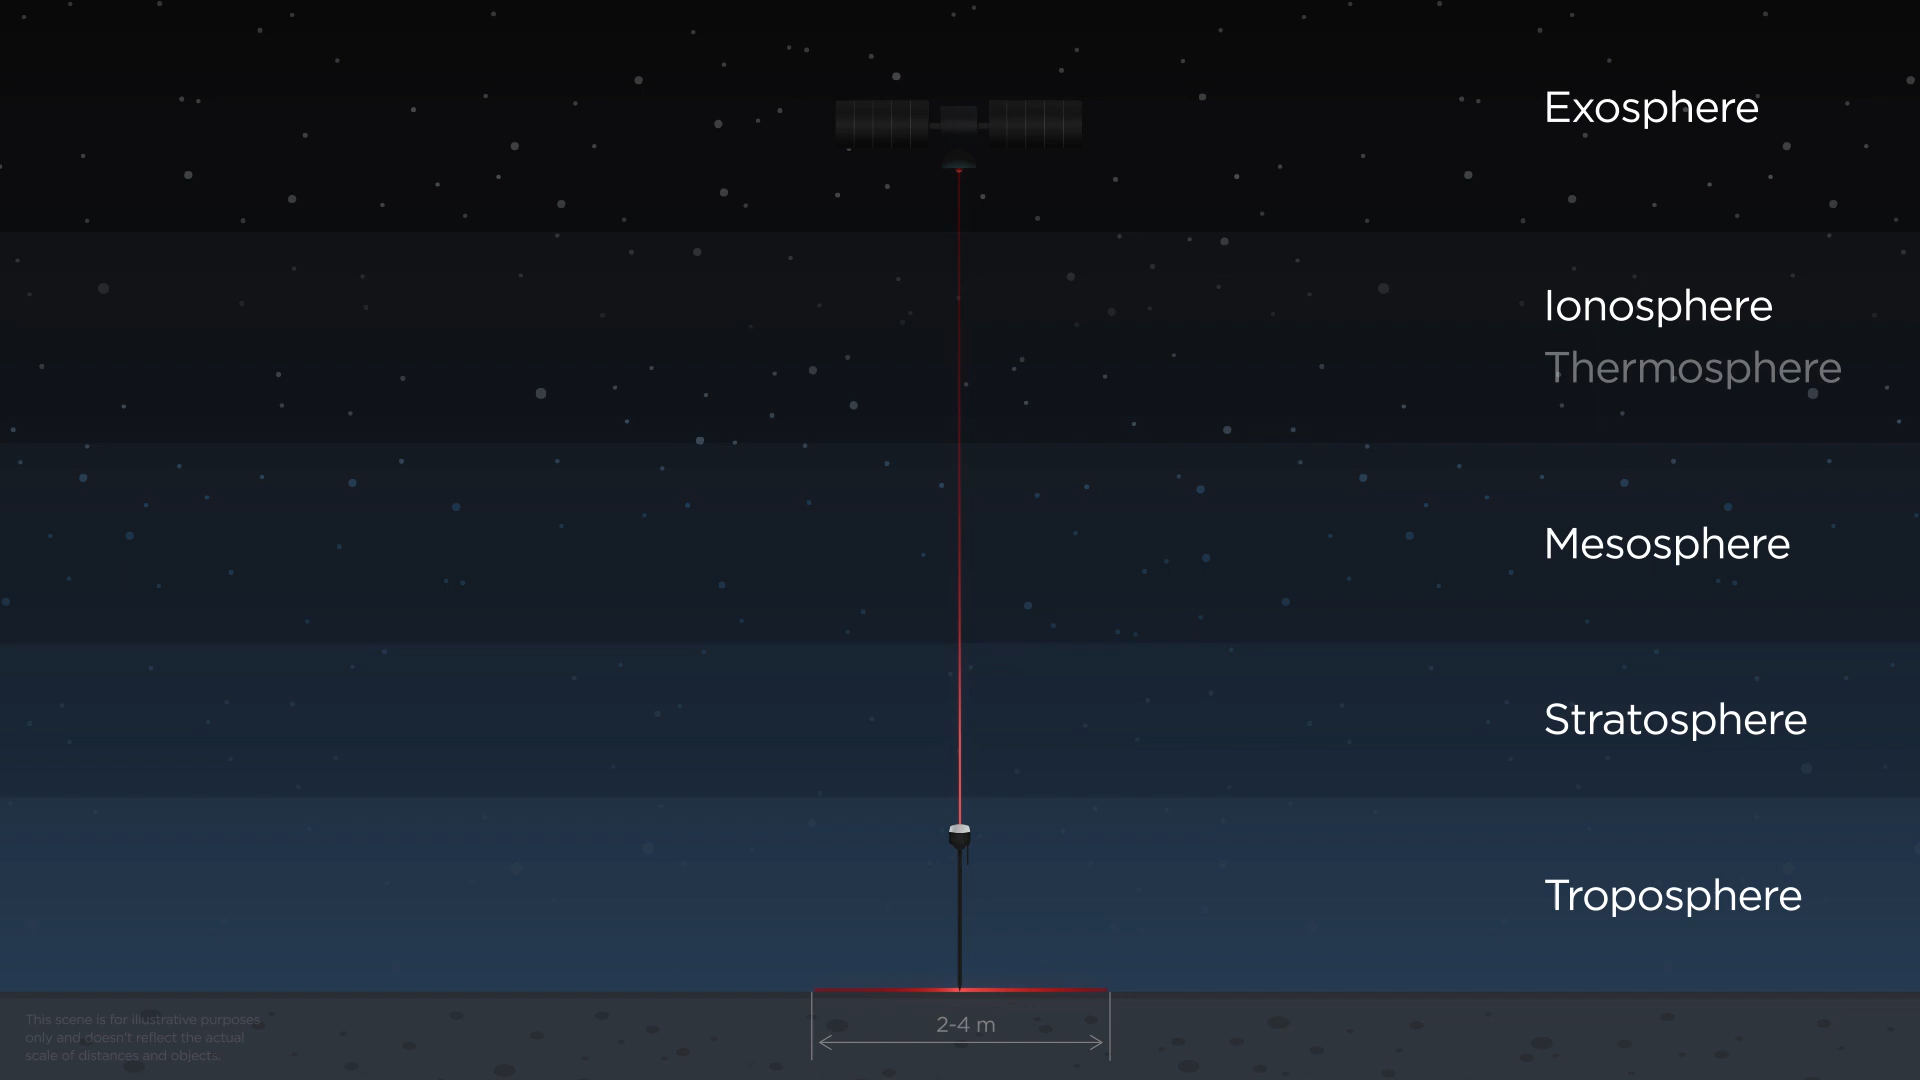 Exosphere
Ionosphere
Thermosphere
Mesosphere
Stratosphere
Troposphere
2-4 m
This scene is for illustrative purposes
only and doesn't reflect the actual
scale of distances and objects.